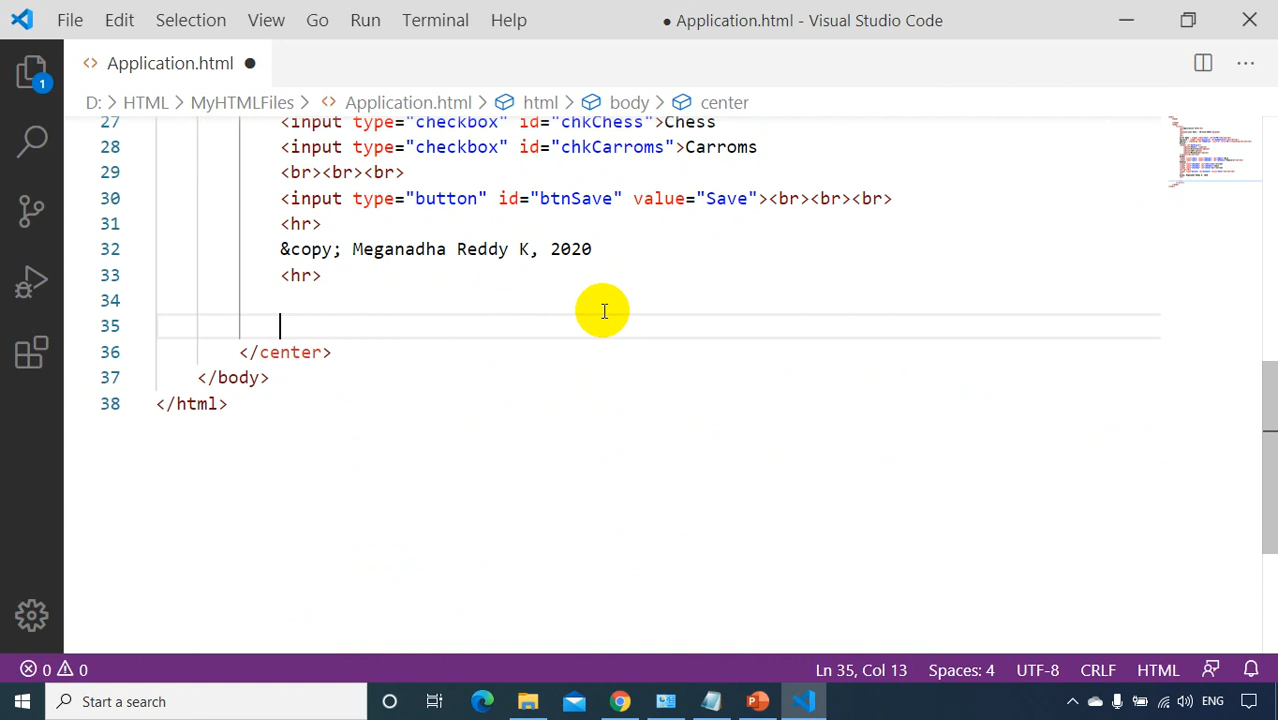 File Edit Selection View Go Run Terminal Help ● Application.html - Visual Studio Code
<> Application.html ●
D: > HTML > MyHTMLFiles > <> Application.html > html > body > center
27 <input type="checkbox" id="chkChess">Chess
28 <input type="checkbox" id="chkCarroms">Carroms
29 <br><br><br>
30 <input type="button" id="btnSave" value="Save"><br><br><br>
31 <hr>
32 &copy; Meganadha Reddy K, 2020
33 <hr>
34
35
36 </center>
37 </body>
38 </html>
1
0 0 Ln 35, Col 13 Spaces: 4 UTF-8 CRLF HTML
Start a search ENG